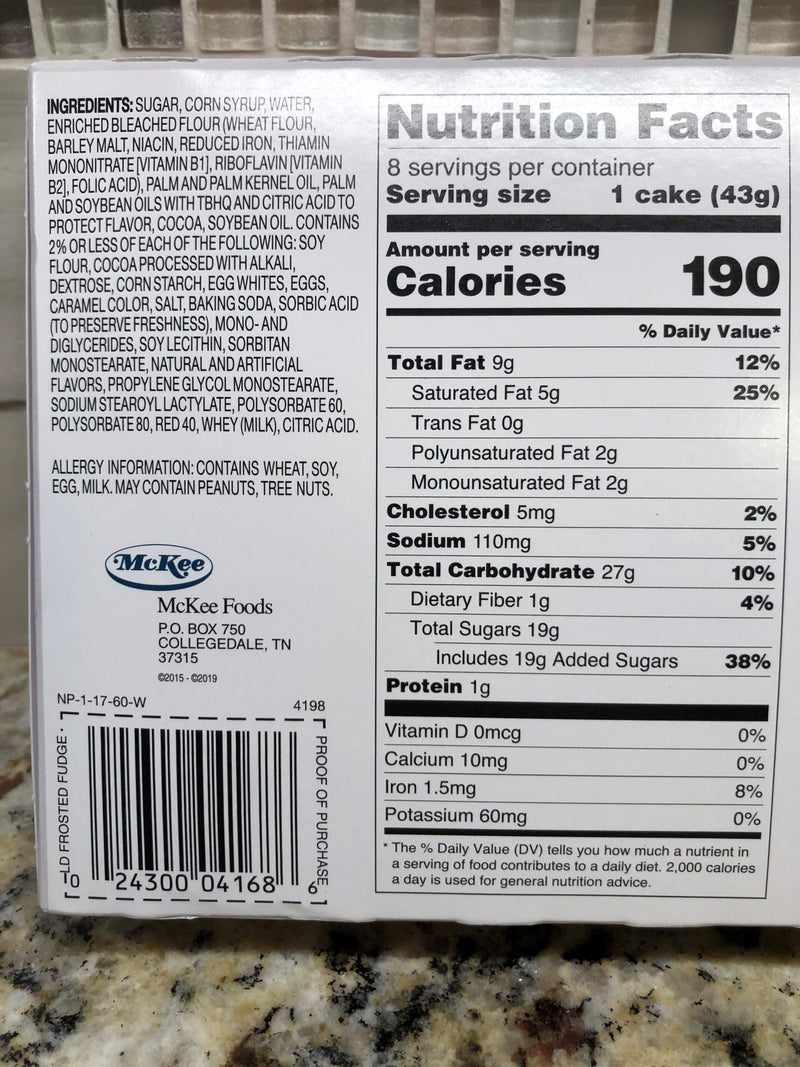 INGREDIENTS: SUGAR, CORN SYRUP, WATER,
ENRICHED BLEACHED FLOUR (WHEAT FLOUR,
BARLEY MALT, NIACIN, REDUCED IRON, THIAMIN
MONONITRATE [VITAMIN B1], RIBOFLAVIN [VITAMIN
B2], FOLIC ACID), PALM AND PALM KERNEL OIL, PALM
AND SOYBEAN OILS WITH TBHQ AND CITRIC ACID TO
PROTECT FLAVOR, COCOA, SOYBEAN OIL. CONTAINS
2% OR LESS OF EACH OF THE FOLLOWING: SOY
FLOUR, COCOA PROCESSED WITH ALKALI,
DEXTROSE, CORN STARCH, EGG WHITES, EGGS,
CARAMEL COLOR, SALT, BAKING SODA, SORBIC ACID
(TO PRESERVE FRESHNESS), MONO- AND
DIGLYCERIDES, SOY LECITHIN, SORBITAN
MONOSTEARATE, NATURAL AND ARTIFICIAL
FLAVORS, PROPYLENE GLYCOL MONOSTEARATE,
SODIUM STEAROYL LACTYLATE, POLYSORBATE 60,
POLYSORBATE 80, RED 40, WHEY (MILK), CITRIC ACID.
ALLERGY INFORMATION: CONTAINS WHEAT, SOY,
EGG, MILK. MAY CONTAIN PEANUTS, TREE NUTS.
McKee
McKee Foods
P.O. BOX 750
COLLEGEDALE, TN
37315
©2015 - ©2019
NP-1-17-60-W
4198
LD FROSTED FUDGE
PROOF OF PURCHASE
0 24300 04168 6
Nutrition Facts
8 servings per container
Serving size 1 cake (43g)
Amount per serving
Calories 190
% Daily Value*
Total Fat 9g 12%
Saturated Fat 5g 25%
Trans Fat 0g
Polyunsaturated Fat 2g
Monounsaturated Fat 2g
Cholesterol 5mg 2%
Sodium 110mg 5%
Total Carbohydrate 27g 10%
Dietary Fiber 1g 4%
Total Sugars 19g
Includes 19g Added Sugars 38%
Protein 1g
Vitamin D 0mcg 0%
Calcium 10mg 0%
Iron 1.5mg 8%
Potassium 60mg 0%
* The % Daily Value (DV) tells you how much a nutrient in
a serving of food contributes to a daily diet. 2,000 calories
a day is used for general nutrition advice.